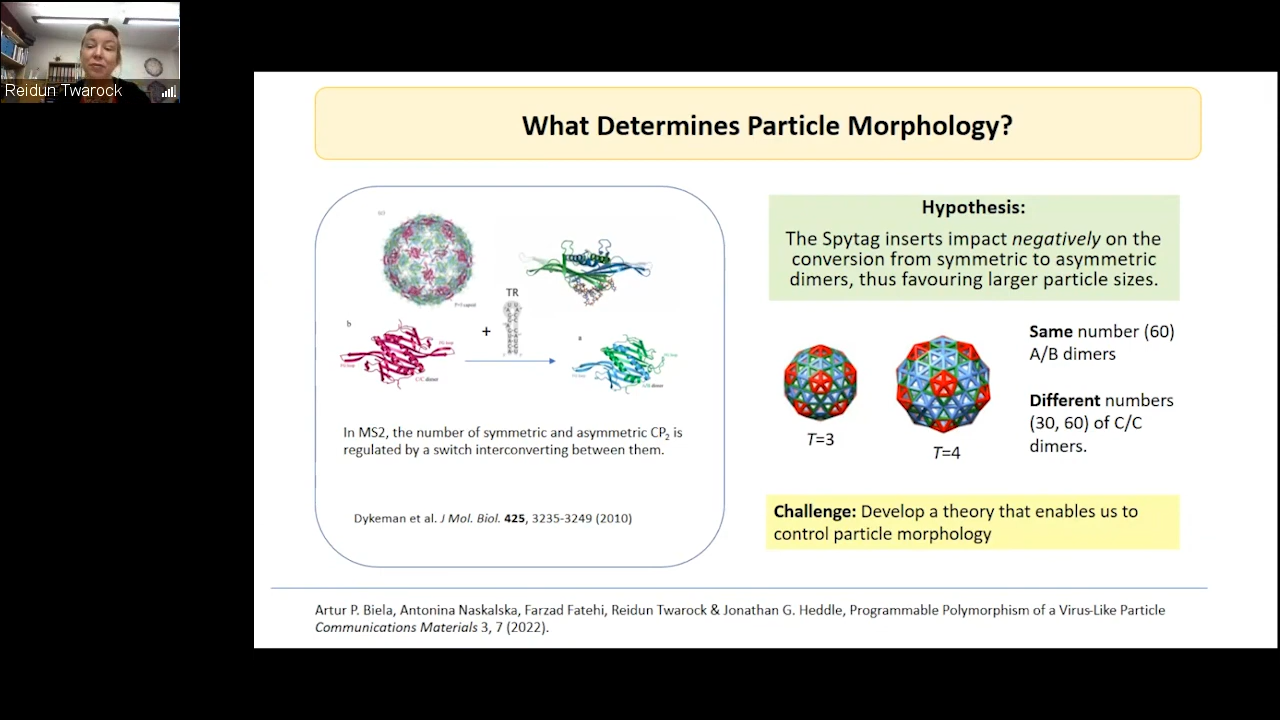 Reidun Twarock
What Determines Particle Morphology?
TR
+
b
C/C dimer
a
A/B dimer
In MS2, the number of symmetric and asymmetric CP2 is
regulated by a switch interconverting between them.
Dykeman et al. J Mol. Biol. 425, 3235-3249 (2010)
Hypothesis:
The Spytag inserts impact negatively on the
conversion from symmetric to asymmetric
dimers, thus favouring larger particle sizes.
T=3
T=4
Same number (60)
A/B dimers
Different numbers
(30, 60) of C/C
dimers.
Challenge: Develop a theory that enables us to
control particle morphology
Artur P. Biela, Antonina Naskalska, Farzad Fatehi, Reidun Twarock & Jonathan G. Heddle, Programmable Polymorphism of a Virus-Like Particle
Communications Materials 3, 7 (2022).